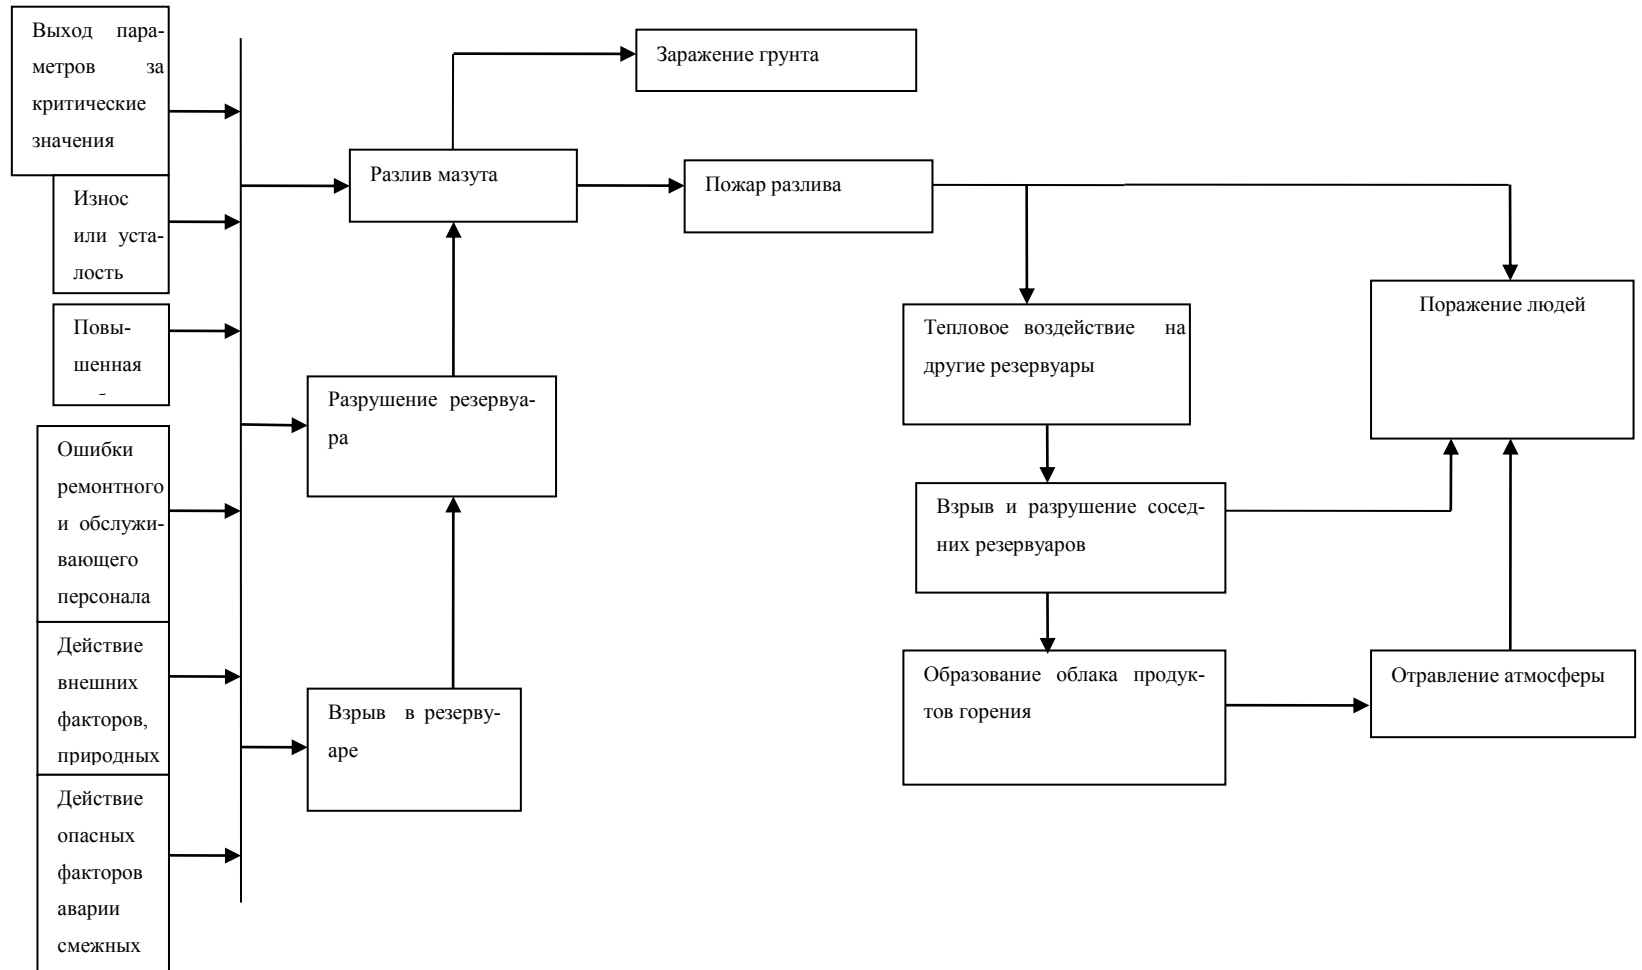 Выход пара-
метров за
критические
значения
Износ
или уста-
лость
Повы-
шенная
Ошибки
ремонтного
и обслужи-
вающего
персонала
Действие
внешних
факторов,
природных
Действие
опасных
факторов
аварии
смежных
Заражение грунта
Разлив мазута
Пожар разлива
Разрушение резервуа-
ра
Взрыв в резерву-
аре
Тепловое воздействие на
другие резервуары
Взрыв и разрушение сосед-
них резервуаров
Образование облака продук-
тов горения
Поражение людей
Отравление атмосферы